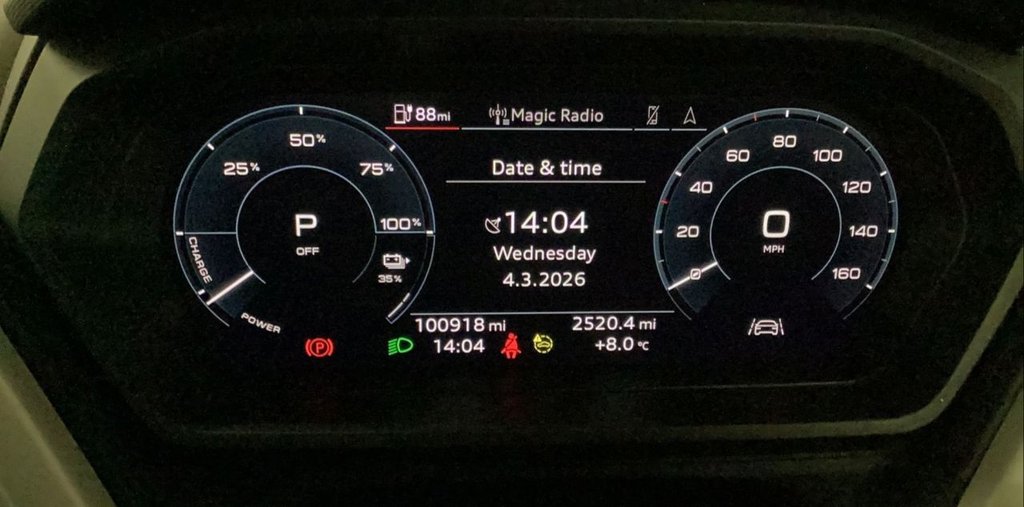 88mi Magic Radio
Date & time
14:04
Wednesday
4.3.2026
25%
50%
75%
100%
P
OFF
35%
CHARGE
POWER
0
20
40
60
80
100
120
140
160
0
MPH
100918 mi
2520.4 mi
P
14:04
+8.0 °C